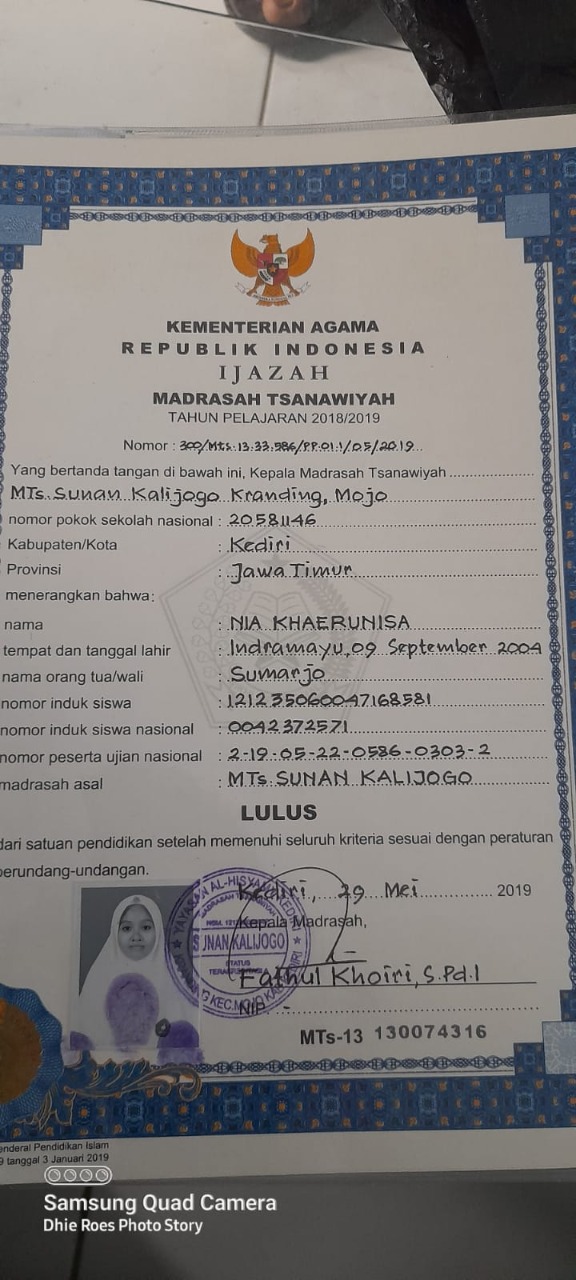 KEMENTERIAN AGAMA
REPUBLIK INDONESIA
IJAZAH
MADRASAH TSANAWIYAH
TAHUN PELAJARAN 2018/2019
Nomor : 300/Mts.13.33.586/PP.01.1/05/2019
Yang bertanda tangan di bawah ini, Kepala Madrasah Tsanawiyah
MTs. Sunan Kalijogo Kranding, Mojo
nomor pokok sekolah nasional : 20581146
Kabupaten/Kota : Kediri
Provinsi : Jawa Timur
menerangkan bahwa:
nama : NIA KHAERUNISA
tempat dan tanggal lahir : Indramayu, 09 September 2004
nama orang tua/wali : Sumarjo
nomor induk siswa : 121235060047168581
nomor induk siswa nasional : 0042372571
nomor peserta ujian nasional : 2-19-05-22-0586-0303-2
madrasah asal : MTs. SUNAN KALIJOGO
LULUS
dari satuan pendidikan setelah memenuhi seluruh kriteria sesuai dengan peraturan
perundang-undangan.
Kediri, 29 Mei 2019
Kepala Madrasah,
YAYASAN AL-HISYAM KEDIRI
UNAN KALIJOGO
STATUS
KEC. MOJO KAB.
Fathul Khoiri, S.Pd.I
NIP. -
MTs-13 130074316
enderal Pendidikan Islam
9 tanggal 3 Januari 2019
Samsung Quad Camera
Dhie Roes Photo Story